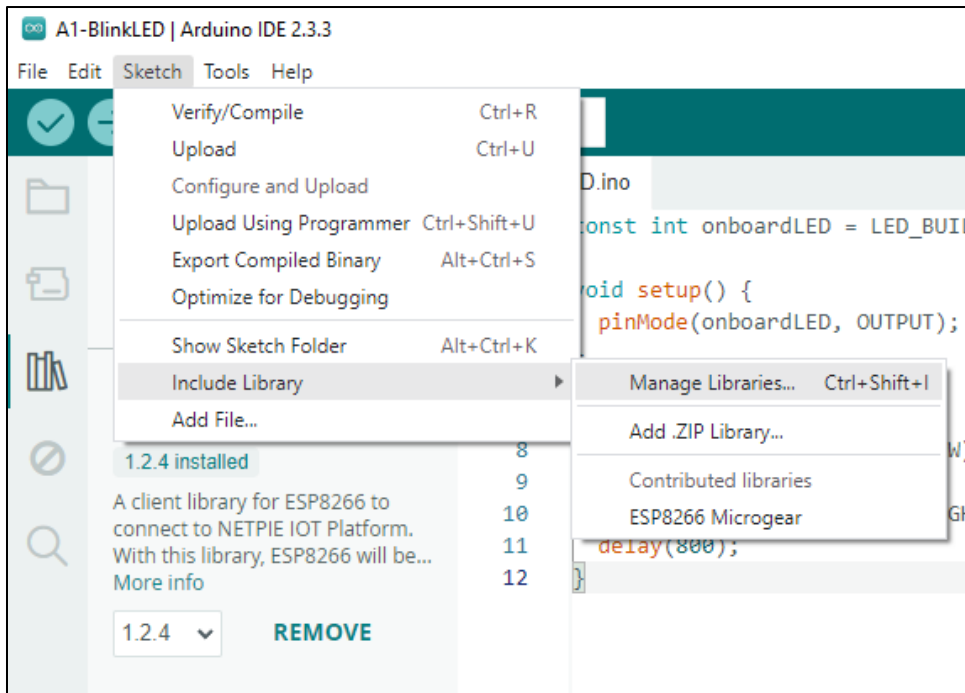 A1-BlinkLED | Arduino IDE 2.3.3
File Edit Sketch Tools Help
Verify/Compile Ctrl+R
Upload Ctrl+U
Configure and Upload
Upload Using Programmer Ctrl+Shift+U
Export Compiled Binary Alt+Ctrl+S
Optimize for Debugging
Show Sketch Folder Alt+Ctrl+K
Include Library
Add File...
Manage Libraries... Ctrl+Shift+I
Add .ZIP Library...
Contributed libraries
ESP8266 Microgear
D.ino
const int onboardLED = LED_BUI
void setup() {
pinMode(onboardLED, OUTPUT);
8
9
10
11 delay(800);
12 }
1.2.4 installed
A client library for ESP8266 to
connect to NETPIE IOT Platform.
With this library, ESP8266 will be...
More info
1.2.4 REMOVE